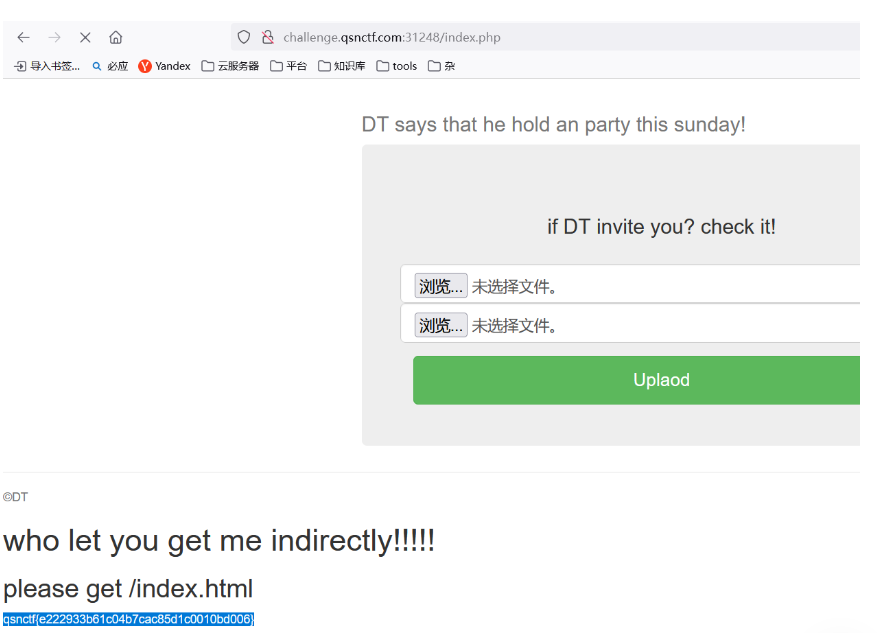 challenge.qsnctf.com:31248/index.php
导入书签... 必应 Yandex 云服务器 平台 知识库 tools 杂
DT says that he hold an party this sunday!
if DT invite you? check it!
浏览... 未选择文件。
浏览... 未选择文件。
Uplaod
©DT
who let you get me indirectly!!!!!
please get /index.html
qsnctf{e222933b61c04b7cac85d1c0010bd006}